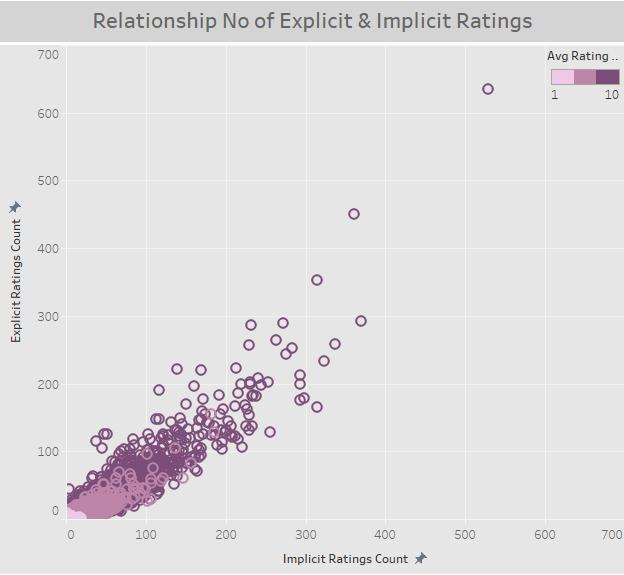 Relationship No of Explicit & Implicit Ratings
Avg Rating ..
1 10
700
600
500
400
300
200
100
0
Explicit Ratings Count
0 100 200 300 400 500 600 700
Implicit Ratings Count